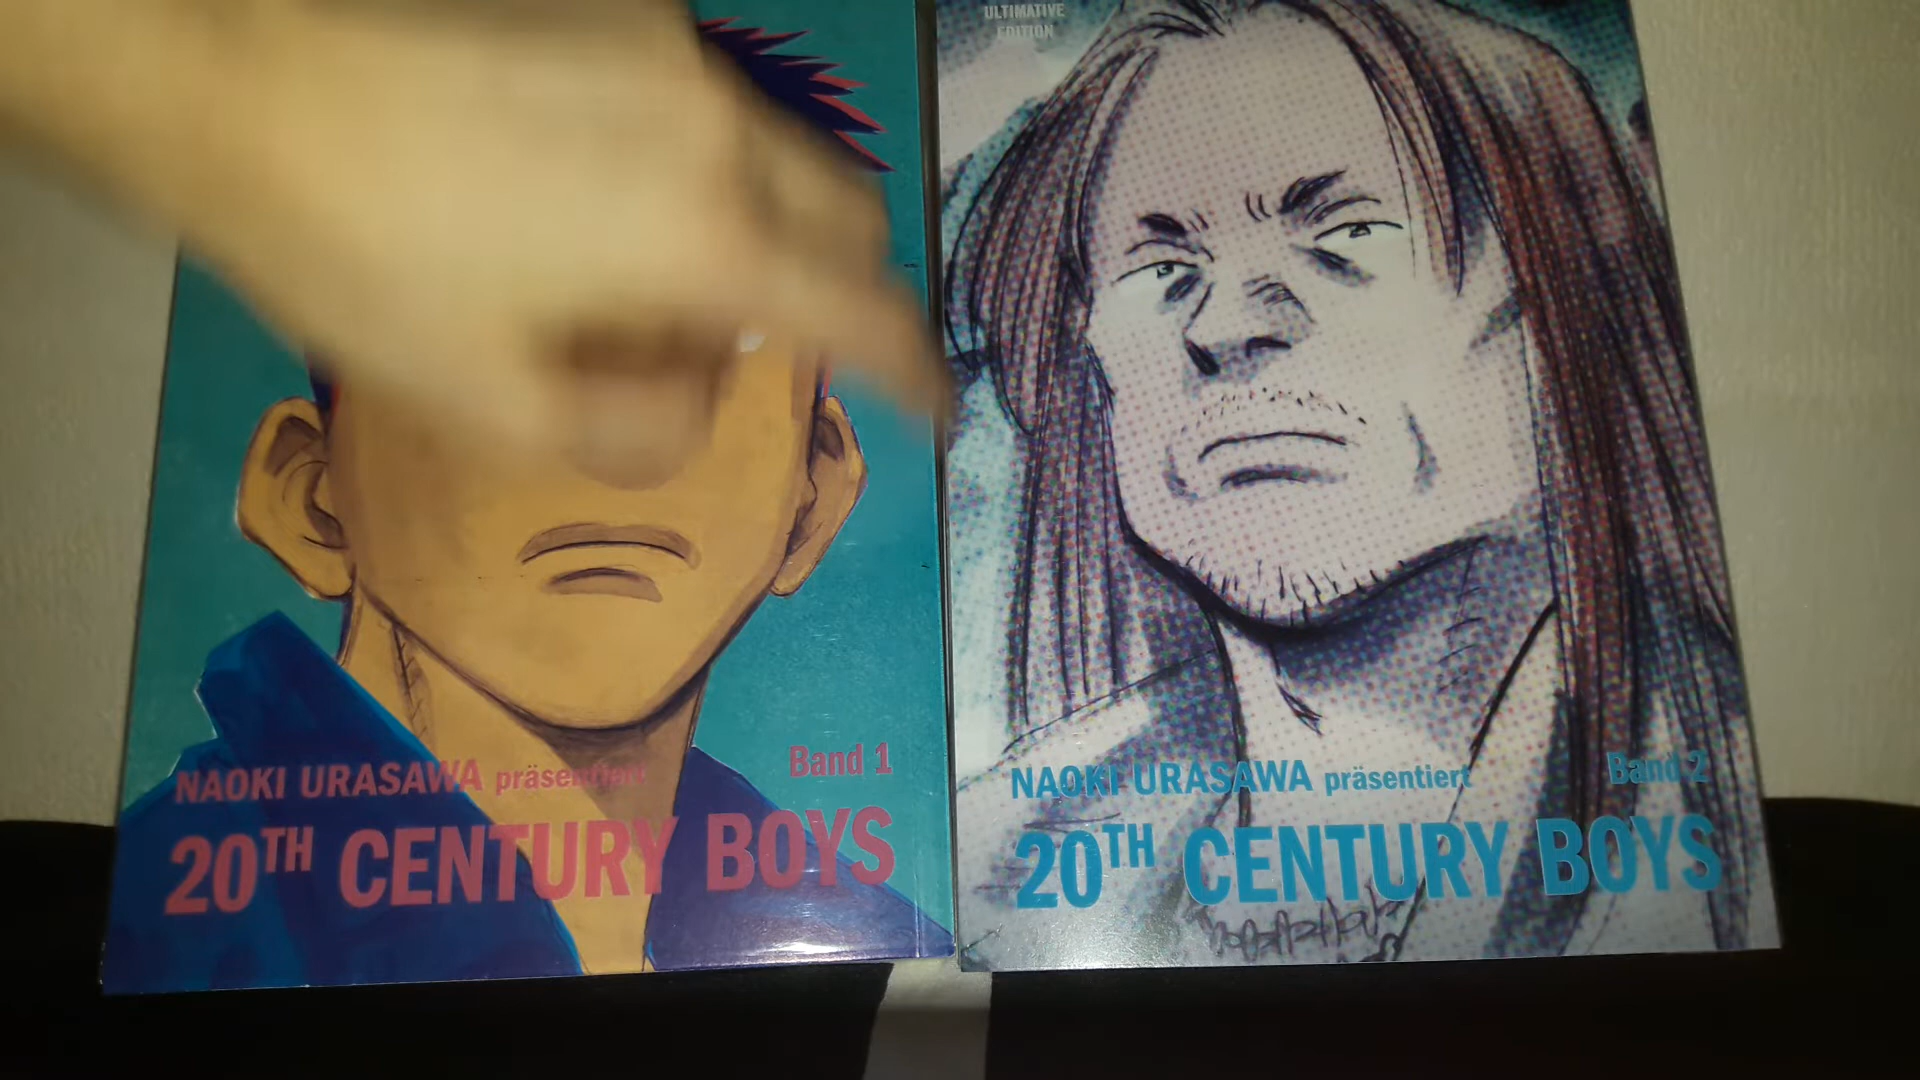 NAOKI URASAWA präsentiert
Band 1
20TH CENTURY BOYS
ULTIMATIVE
EDITION
NAOKI URASAWA präsentiert
Band 2
20TH CENTURY BOYS